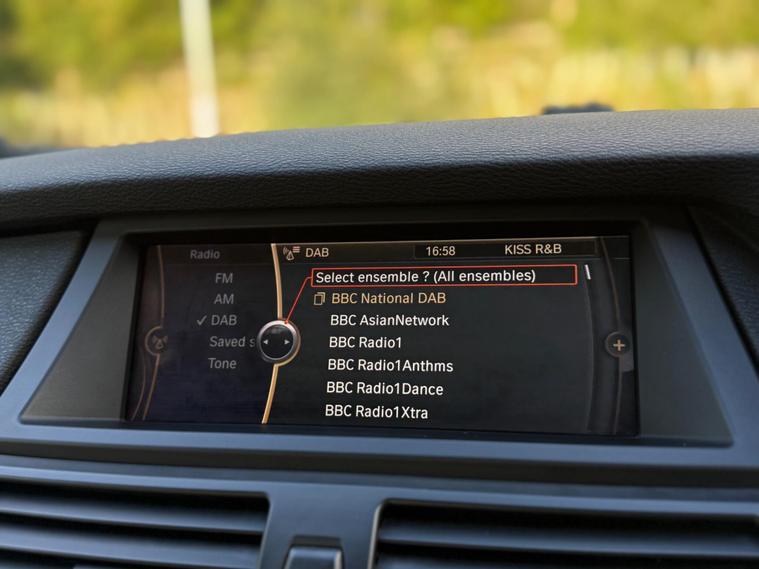 Radio
FM
AM
DAB
Saved s
Tone
DAB 16:58 KISS R&B
Select ensemble ? (All ensembles)
BBC National DAB
BBC AsianNetwork
BBC Radio1
BBC Radio1Anthms
BBC Radio1Dance
BBC Radio1Xtra